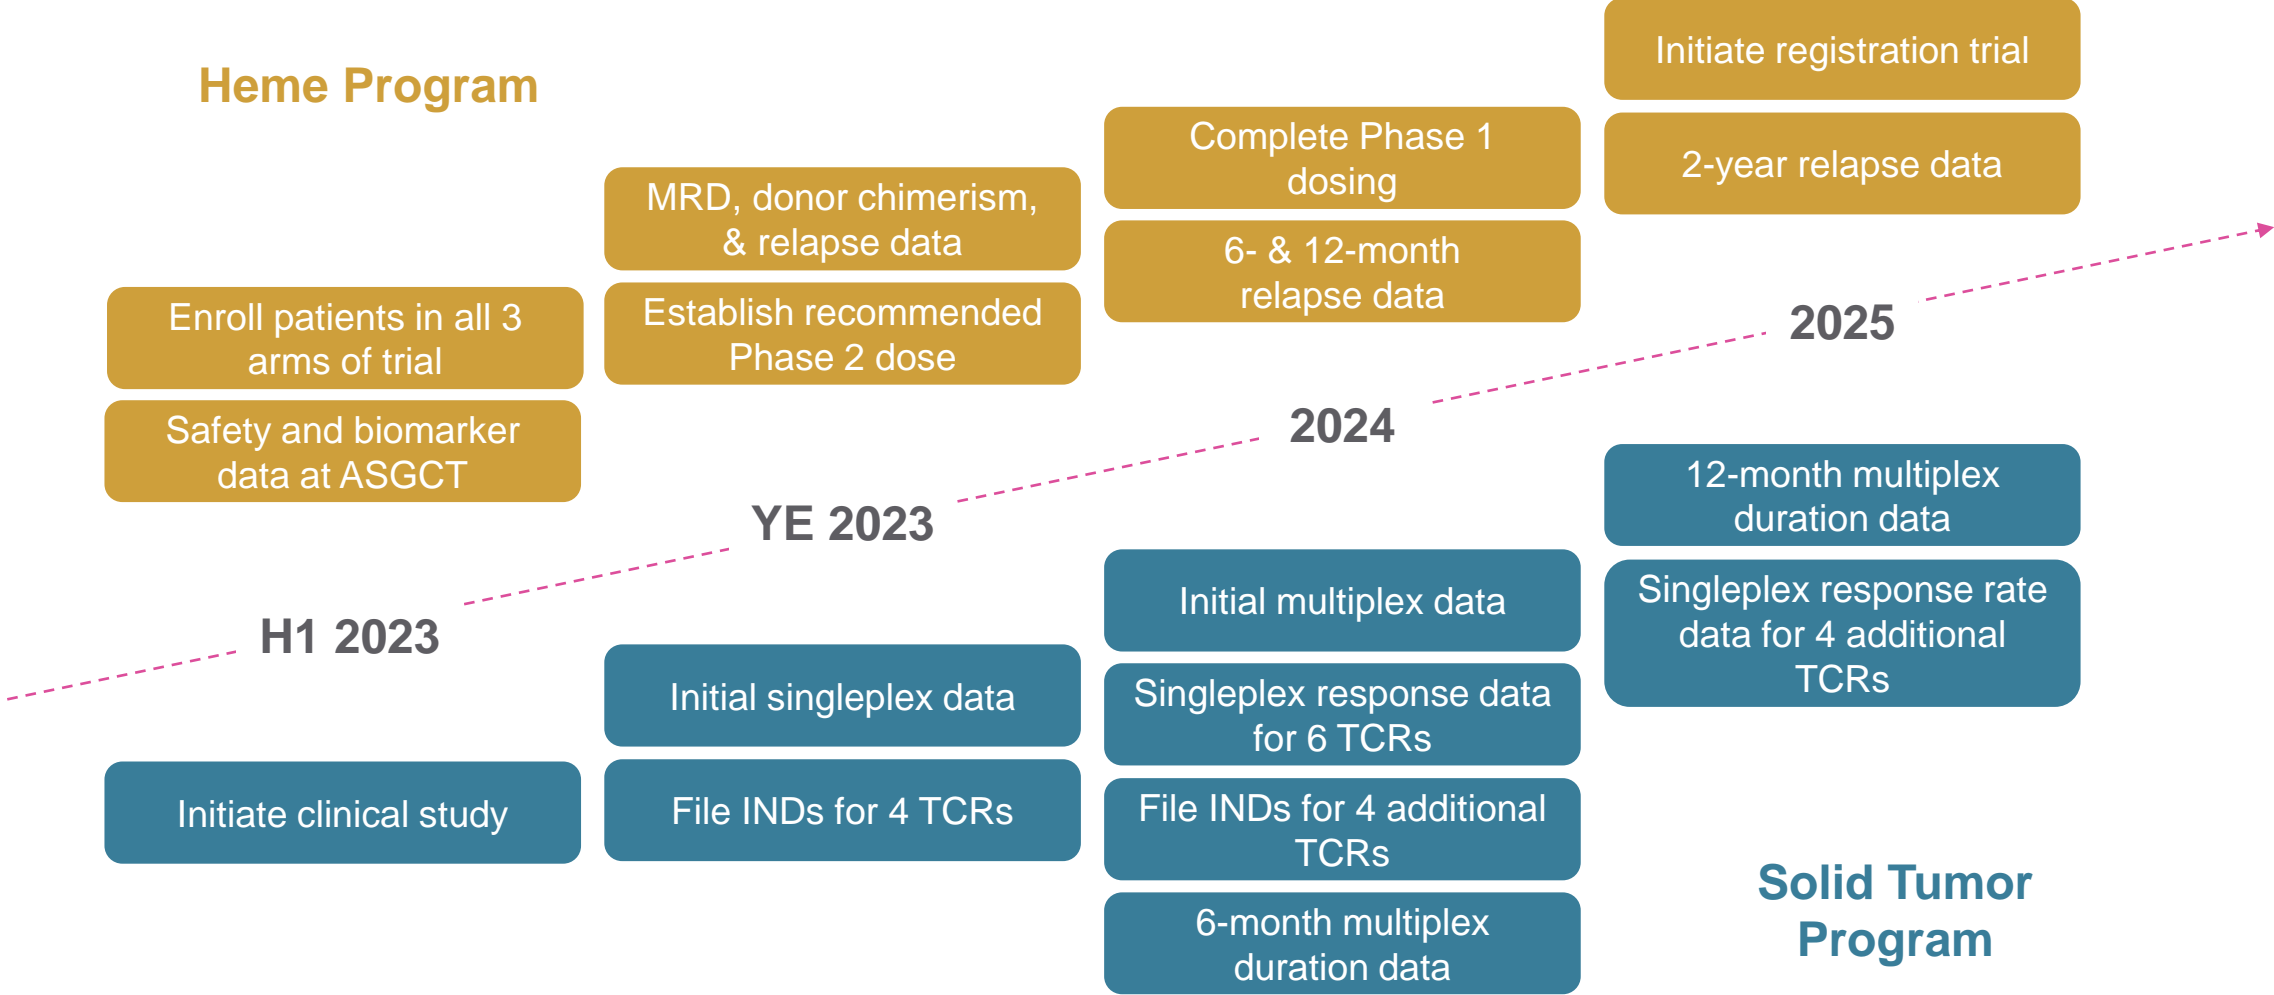 Heme Program
Enroll patients in all 3
arms of trial
Safety and biomarker
data at ASGCT
MRD, donor chimerism,
& relapse data
Establish recommended
Phase 2 dose
Complete Phase 1
dosing
6- & 12-month
relapse data
Initiate registration trial
2-year relapse data
H1 2023
YE 2023
2024
2025
Initiate clinical study
Initial singleplex data
File INDs for 4 TCRs
Initial multiplex data
Singleplex response data
for 6 TCRs
File INDs for 4 additional
TCRs
6-month multiplex
duration data
12-month multiplex
duration data
Singleplex response rate
data for 4 additional
TCRs
Solid Tumor
Program